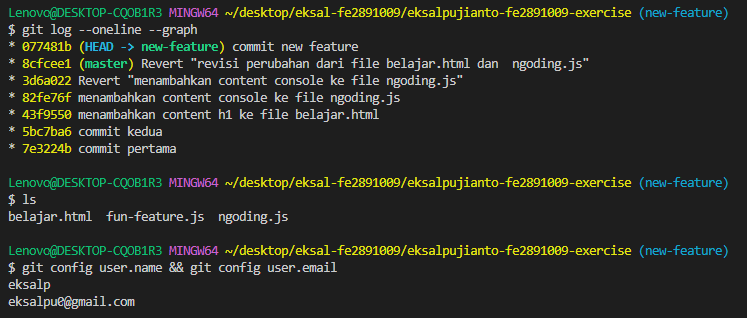 Lenovo@DESKTOP-CQOB1R3 MINGW64 ~/desktop/eksal-fe2891009/eksalpujianto-fe2891009-exercise (new-feature)
$ git log --oneline --graph
* 077481b (HEAD -> new-feature) commit new feature
* 8cfcee1 (master) Revert "revisi perubahan dari file belajar.html dan  ngoding.js"
* 3d6a022 Revert "menambahkan content console ke file ngoding.js"
* 82fe76f menambahkan content console ke file ngoding.js
* 43f9550 menambahkan content h1 ke file belajar.html
* 5bc7ba6 commit kedua
* 7e3224b commit pertama
Lenovo@DESKTOP-CQOB1R3 MINGW64 ~/desktop/eksal-fe2891009/eksalpujianto-fe2891009-exercise (new-feature)
$ ls
belajar.html  fun-feature.js  ngoding.js
Lenovo@DESKTOP-CQOB1R3 MINGW64 ~/desktop/eksal-fe2891009/eksalpujianto-fe2891009-exercise (new-feature)
$ git config user.name && git config user.email
eksalp
eksalpu0@gmail.com